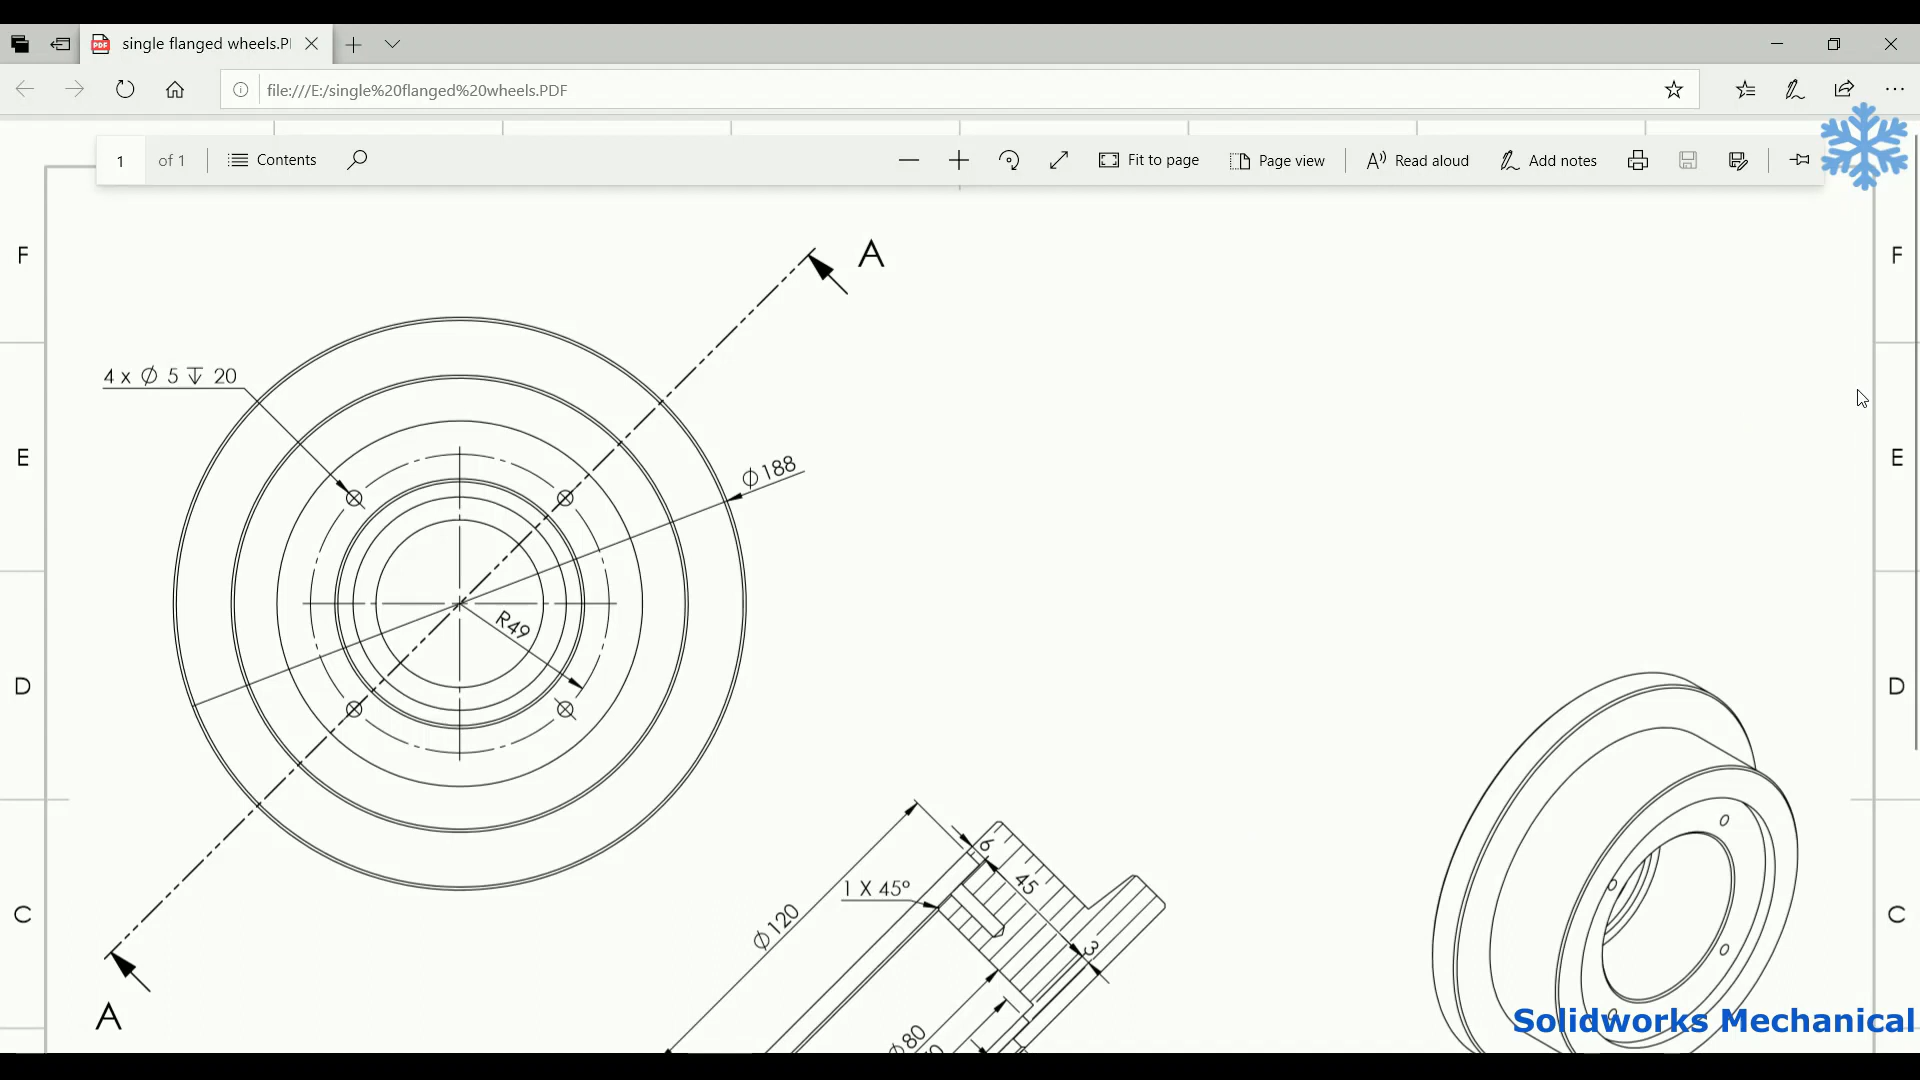 single flanged wheels.PI
file:///E:/single%20flanged%20wheels.PDF
1 of 1 Contents Fit to page Page view Read aloud Add notes
F F
A
4 x ∅ 5 ↧ 20
E E
∅188
R49
D D
6
1 X 45°
45
∅120
3
C C
A
∅80
Solidworks Mechanical